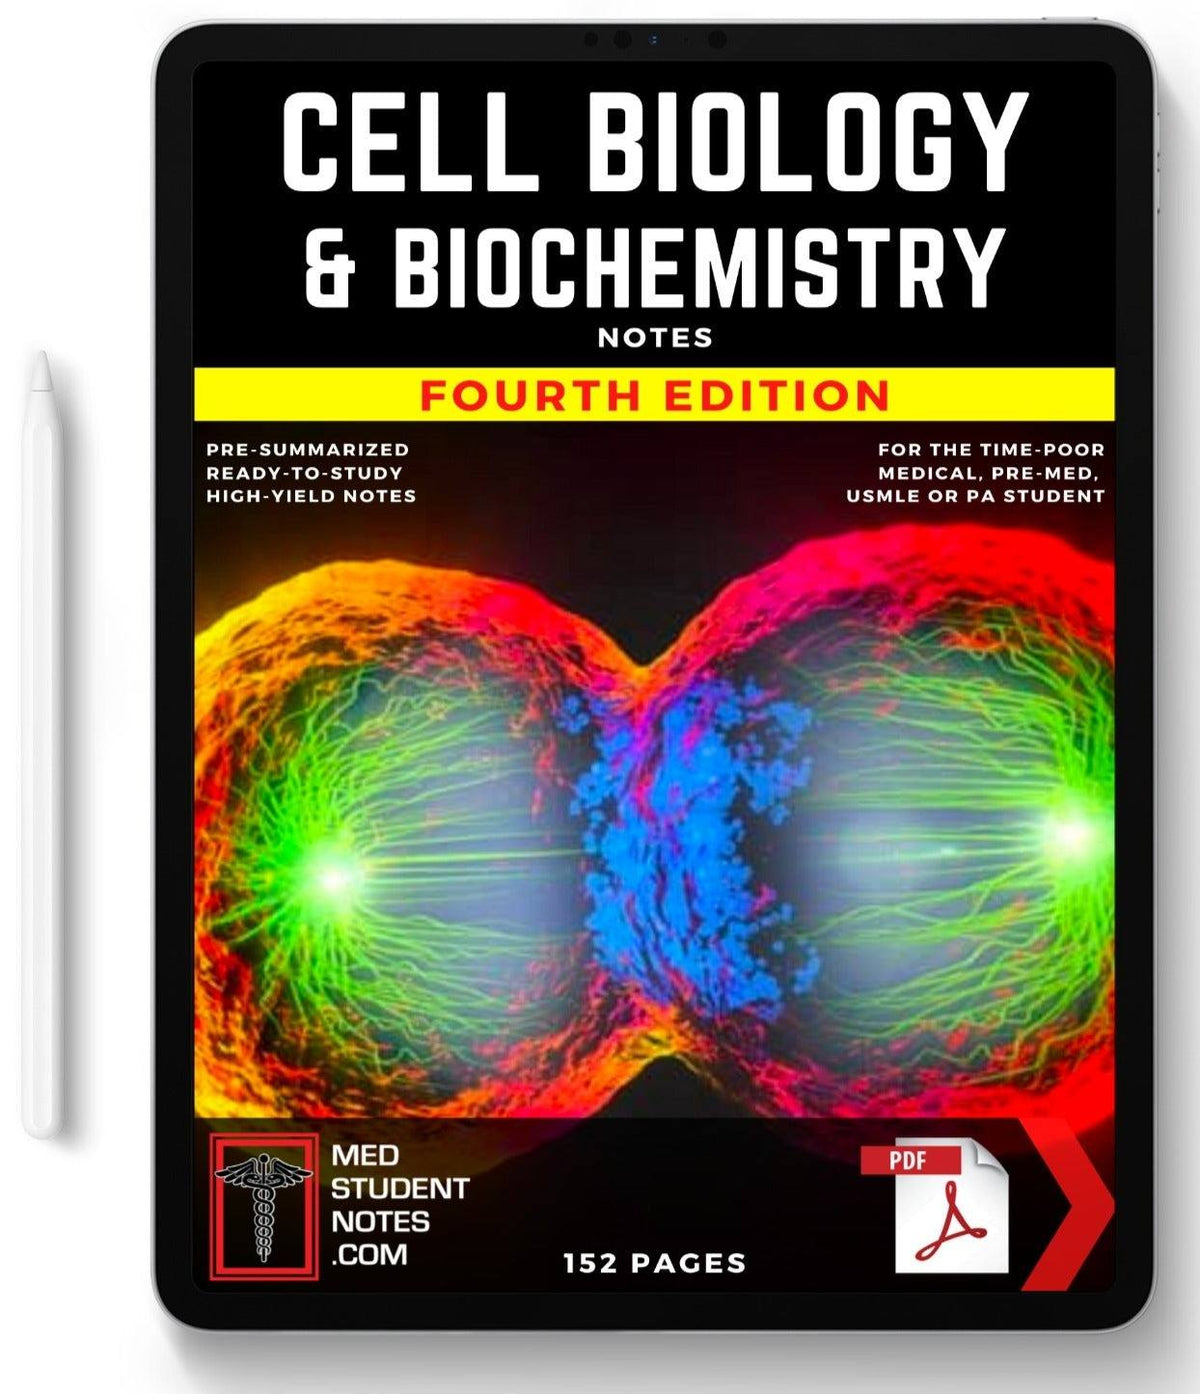 CELL BIOLOGY
& BIOCHEMISTRY
NOTES
FOURTH EDITION
PRE-SUMMARIZED
READY-TO-STUDY
HIGH-YIELD NOTES
FOR THE TIME-POOR
MEDICAL, PRE-MED,
USMLE OR PA STUDENT
MED
STUDENT
NOTES
.COM
152 PAGES
PDF